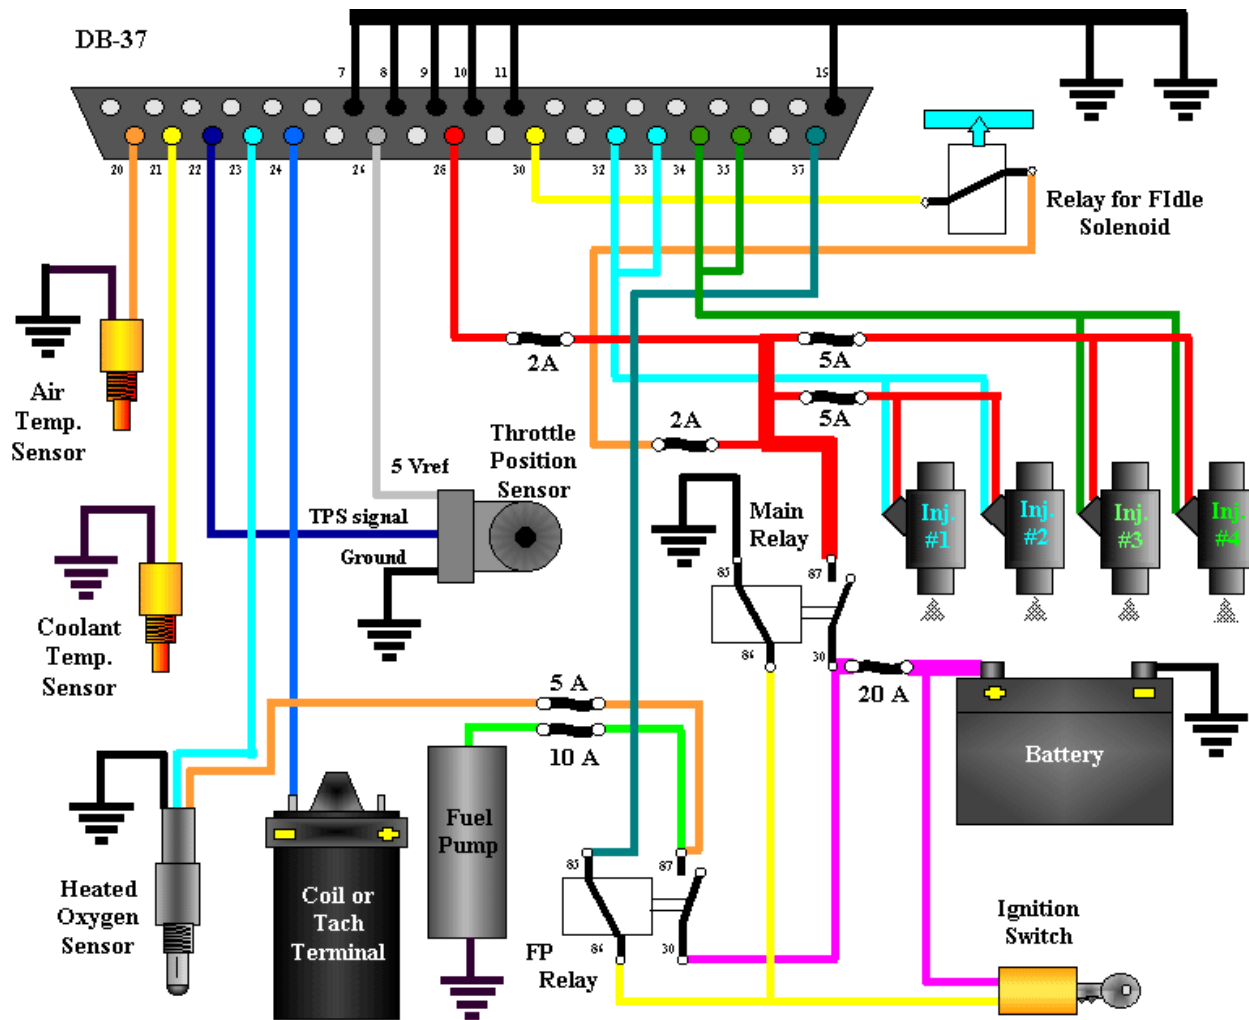 DB-37
7
8
9
10
11
19
20
21
22
23
24
26
28
30
32
33
34
35
37
Relay for FIdle
Solenoid
Air
Temp.
Sensor
2A
5A
5A
2A
Throttle
Position
Sensor
5 Vref
TPS signal
Ground
Main
Relay
85
87
86
30
Inj.
#1
Inj.
#2
Inj.
#3
Inj.
#4
Coolant
Temp.
Sensor
20 A
Battery
5 A
10 A
Fuel
Pump
Heated
Oxygen
Sensor
Coil or
Tach
Terminal
85
87
86
30
FP
Relay
Ignition
Switch